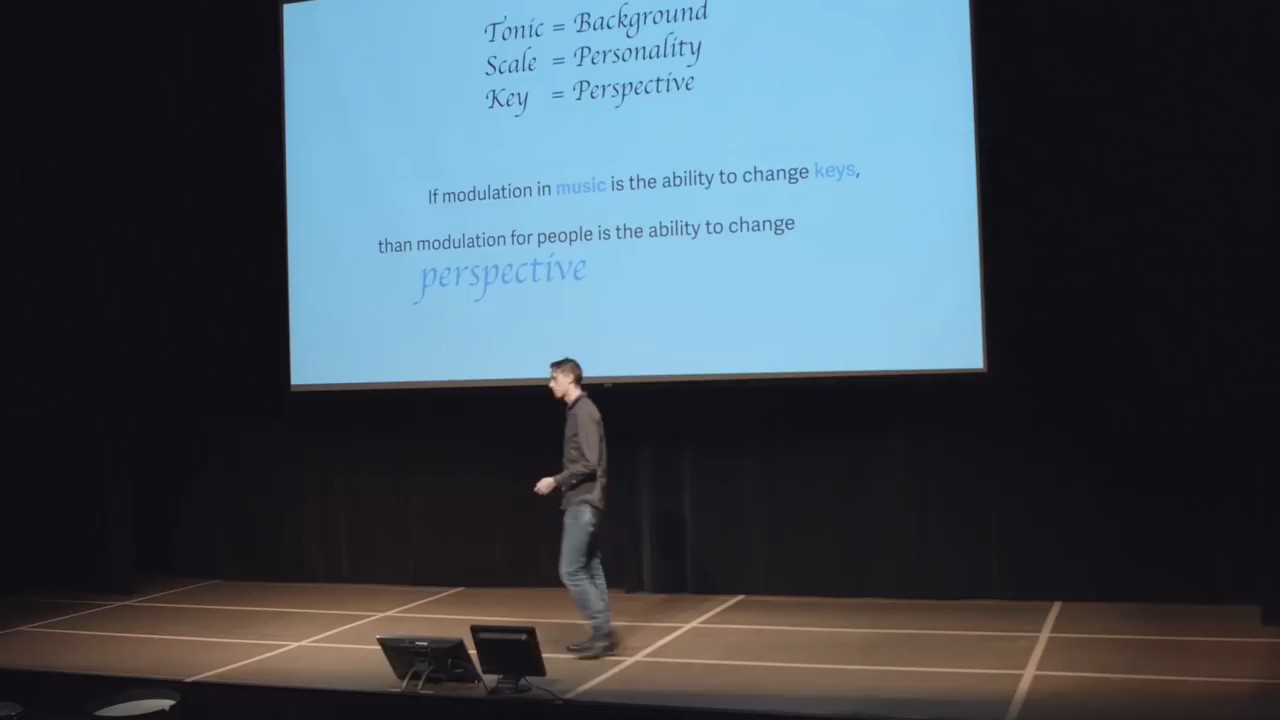 Tonic = Background
Scale = Personality
Key = Perspective
If modulation in music is the ability to change keys,
than modulation for people is the ability to change
perspective